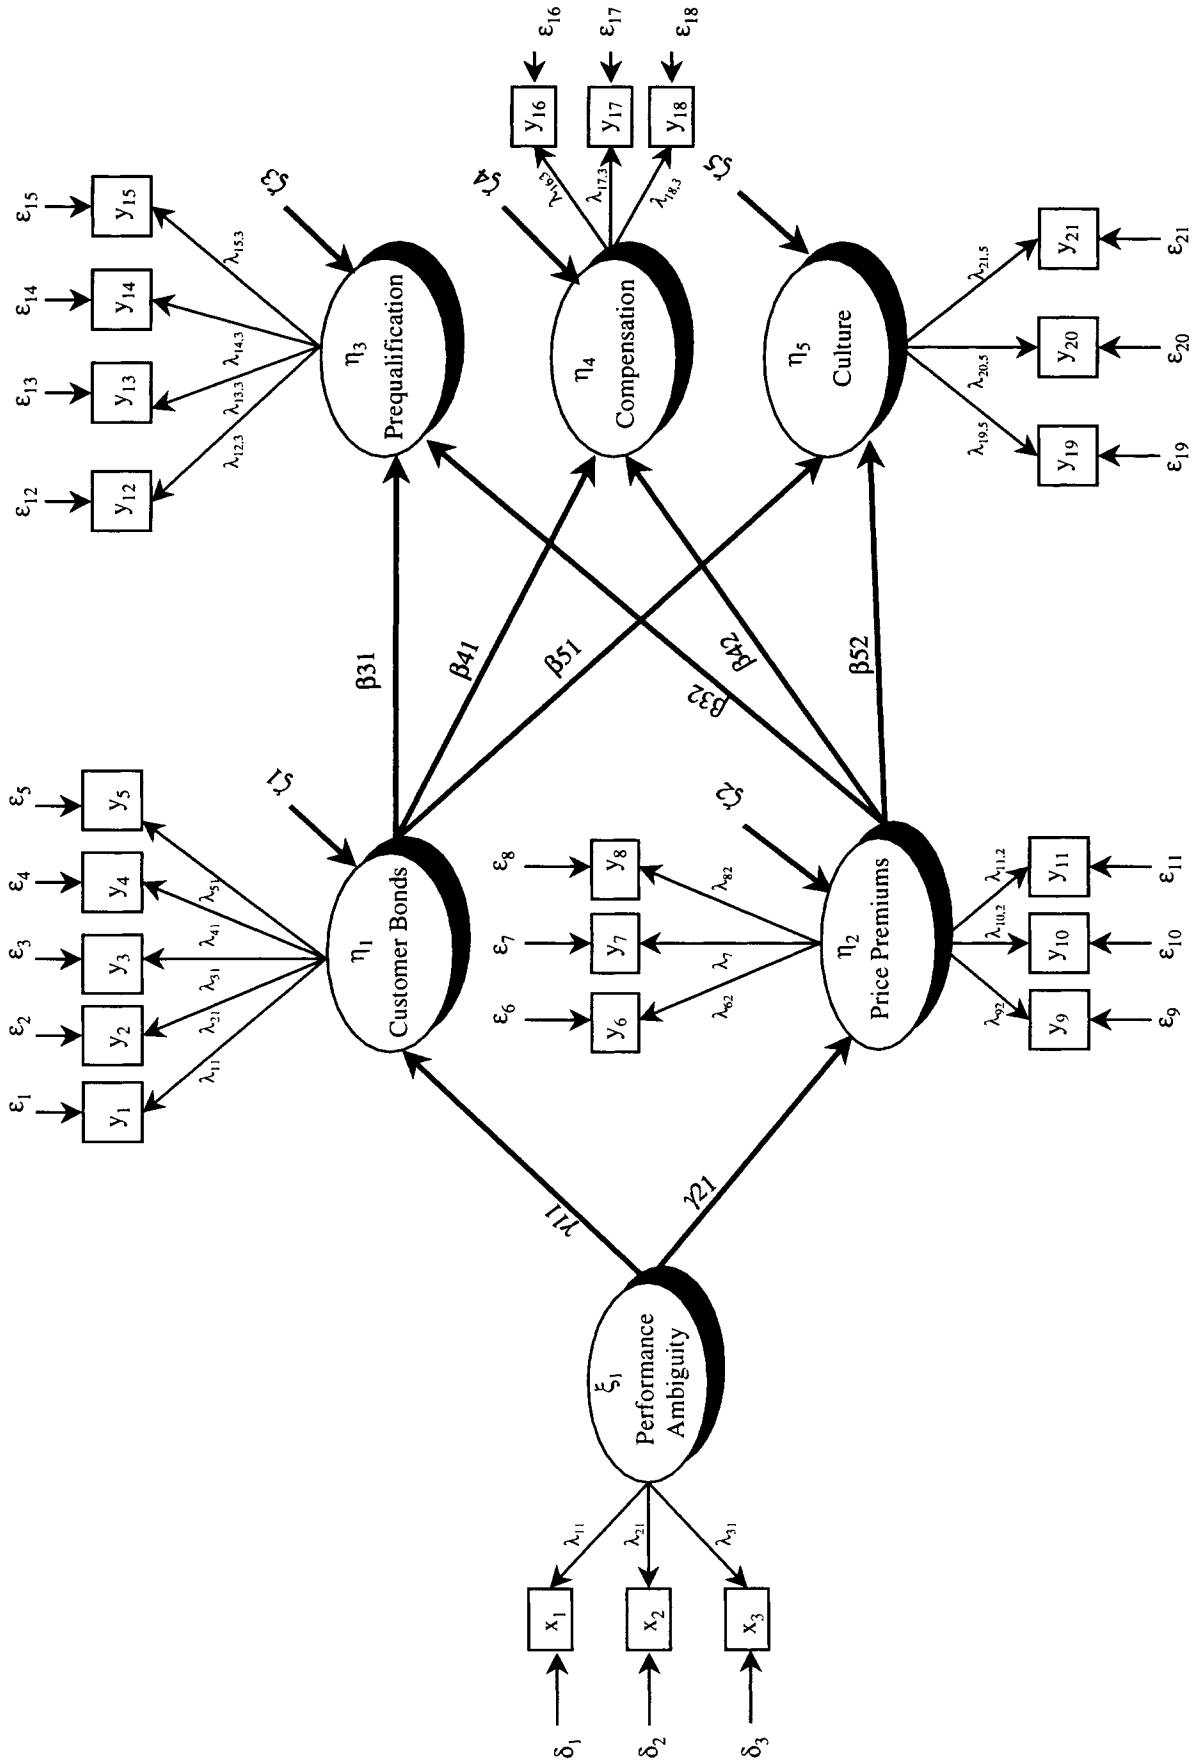 ε₁ ε₂ ε₃ ε₄ ε₅
y₁ y₂ y₃ y₄ y₅
λ₁₁ λ₂₁ λ₃₁ λ₄₁ λ₅₁
ζ1
η₁
Customer Bonds
ε₁₂ ε₁₃ ε₁₄ ε₁₅
y₁₂ y₁₃ y₁₄ y₁₅
λ₁₂.₃ λ₁₃.₃ λ₁₄.₃ λ₁₅.₃
ζ3
η₃
Prequalification
γ11
β31
β41
β51
δ₁
x₁
λ₁₁
δ₂
x₂
λ₂₁
δ₃
x₃
λ₃₁
ξ₁
Performance
Ambiguity
γ21
ε₆ ε₇ ε₈
y₆ y₇ y₈
λ₆₂ λ₇ λ₈₂
ζ2
η₂
Price Premiums
λ₉₂ λ₁₀.₂ λ₁₁.₂
y₉ y₁₀ y₁₁
ε₉ ε₁₀ ε₁₁
β32
β42
β52
ζ4
η₄
Compensation
λ₁₆.₃
y₁₆
ε₁₆
λ₁₇.₃
y₁₇
ε₁₇
λ₁₈.₃
y₁₈
ε₁₈
ζ5
η₅
Culture
λ₁₉.₅ λ₂₀.₅ λ₂₁.₅
y₁₉ y₂₀ y₂₁
ε₁₉ ε₂₀ ε₂₁